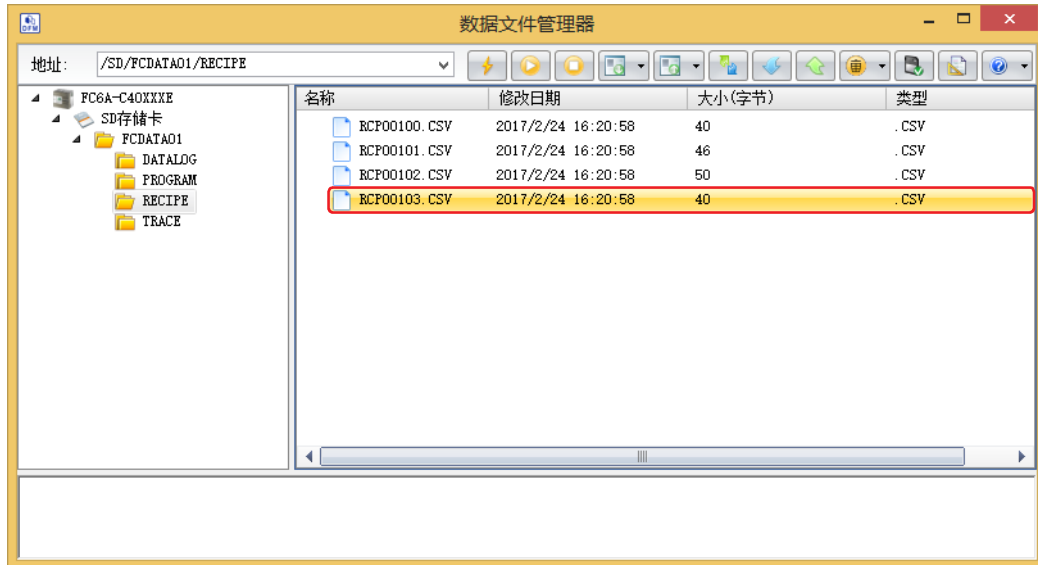 数据文件管理器
地址: /SD/FCDATA01/RECIPE
FC6A-C40XXXE
SD存储卡
FCDATA01
DATALOG
PROGRAM
RECIPE
TRACE
名称 修改日期 大小(字节) 类型
RCP00100.CSV 2017/2/24 16:20:58 40 .CSV
RCP00101.CSV 2017/2/24 16:20:58 46 .CSV
RCP00102.CSV 2017/2/24 16:20:58 50 .CSV
RCP00103.CSV 2017/2/24 16:20:58 40 .CSV